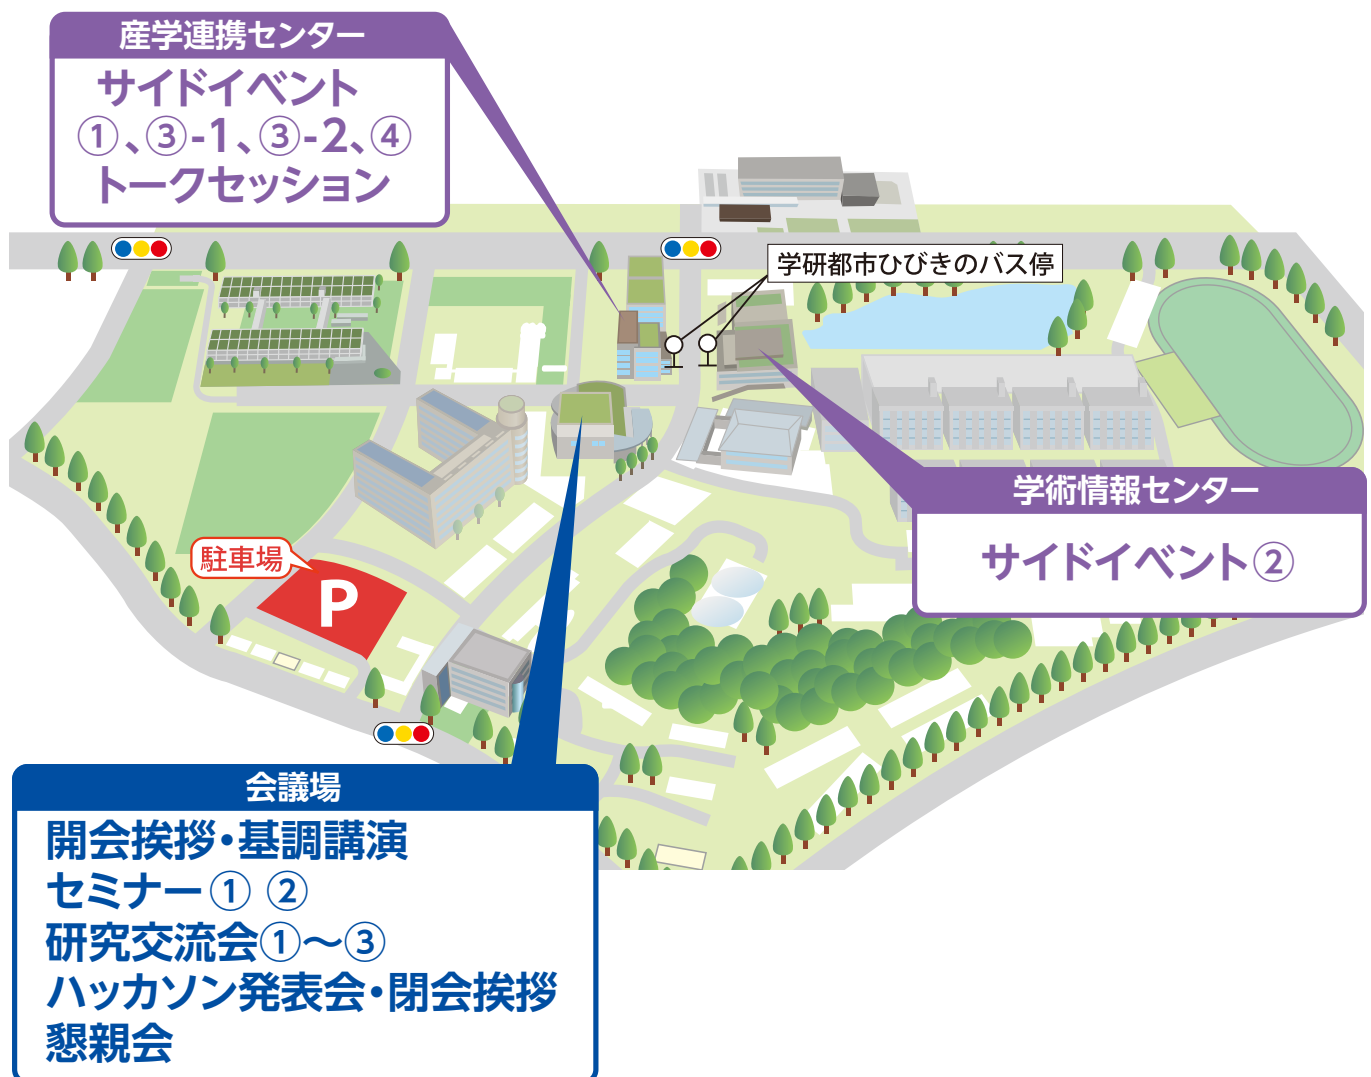 産学連携センター
サイドイベント
①、③-1、③-2、④
トークセッション
学研都市ひびきのバス停
学術情報センター
サイドイベント②
駐車場
P
会議場
開会挨拶・基調講演
セミナー① ②
研究交流会①～③
ハッカソン発表会・閉会挨拶
懇親会